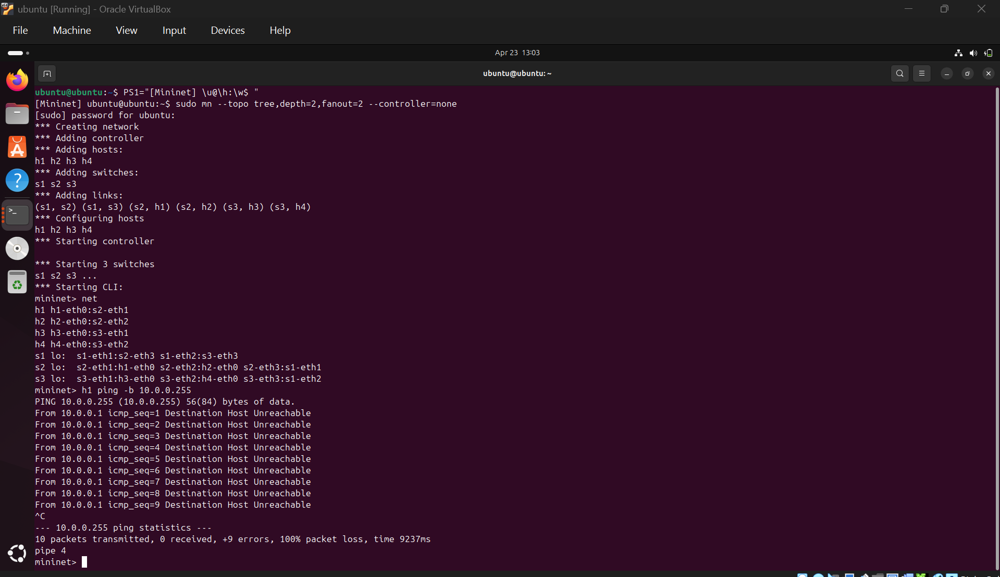 ubuntu [Running] - Oracle VirtualBox
File Machine View Input Devices Help
Apr 23 13:03
ubuntu@ubuntu: ~
ubuntu@ubuntu:~$ PS1="[Mininet] \u@\h:\w$ "
[Mininet] ubuntu@ubuntu:~$ sudo mn --topo tree,depth=2,fanout=2 --controller=none
[sudo] password for ubuntu:
*** Creating network
*** Adding controller
*** Adding hosts:
h1 h2 h3 h4
*** Adding switches:
s1 s2 s3
*** Adding links:
(s1, s2) (s1, s3) (s2, h1) (s2, h2) (s3, h3) (s3, h4)
*** Configuring hosts
h1 h2 h3 h4
*** Starting controller
*** Starting 3 switches
s1 s2 s3 ...
*** Starting CLI:
mininet> net
h1 h1-eth0:s2-eth1
h2 h2-eth0:s2-eth2
h3 h3-eth0:s3-eth1
h4 h4-eth0:s3-eth2
s1 lo:  s1-eth1:s2-eth3 s1-eth2:s3-eth3
s2 lo:  s2-eth1:h1-eth0 s2-eth2:h2-eth0 s2-eth3:s1-eth1
s3 lo:  s3-eth1:h3-eth0 s3-eth2:h4-eth0 s3-eth3:s1-eth2
mininet> h1 ping -b 10.0.0.255
PING 10.0.0.255 (10.0.0.255) 56(84) bytes of data.
From 10.0.0.1 icmp_seq=1 Destination Host Unreachable
From 10.0.0.1 icmp_seq=2 Destination Host Unreachable
From 10.0.0.1 icmp_seq=3 Destination Host Unreachable
From 10.0.0.1 icmp_seq=4 Destination Host Unreachable
From 10.0.0.1 icmp_seq=5 Destination Host Unreachable
From 10.0.0.1 icmp_seq=6 Destination Host Unreachable
From 10.0.0.1 icmp_seq=7 Destination Host Unreachable
From 10.0.0.1 icmp_seq=8 Destination Host Unreachable
From 10.0.0.1 icmp_seq=9 Destination Host Unreachable
^C
--- 10.0.0.255 ping statistics ---
10 packets transmitted, 0 received, +9 errors, 100% packet loss, time 9237ms
pipe 4
mininet>